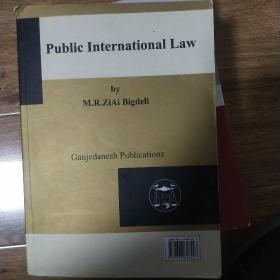 Public International Law
by
M.R.ZiAi Bigdeli
Ganjedanesh Publications